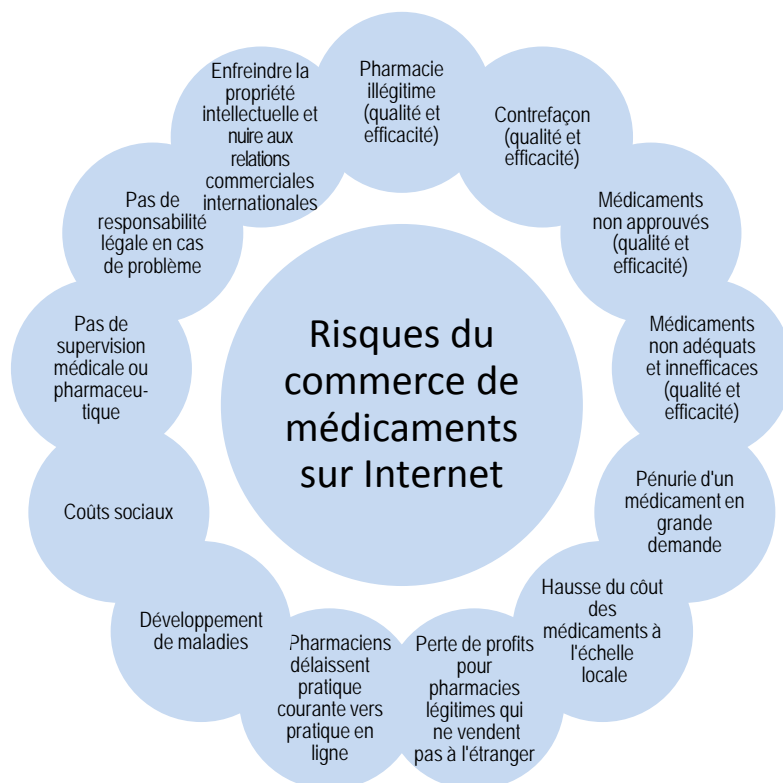 Risques du
commerce de
médicaments
sur Internet
Pharmacie
illégitime
(qualité et
efficacité)
Contrefaçon
(qualité et
efficacité)
Médicaments
non approuvés
(qualité et
efficacité)
Médicaments
non adéquats
et innefficaces
(qualité et
efficacité)
Pénurie d'un
médicament en
grande
demande
Hausse du côut
des
médicaments à
l'échelle
locale
Perte de profits
pour
pharmacies
légitimes qui
ne vendent
pas à l'étranger
Pharmaciens
délaissent
pratique
courante vers
pratique en
ligne
Développement
de maladies
Coûts sociaux
Pas de
supervision
médicale ou
pharmaceu-
tique
Pas de
responsabilité
légale en cas
de problème
Enfreindre la
propriété
intellectuelle et
nuire aux
relations
commerciales
internationales